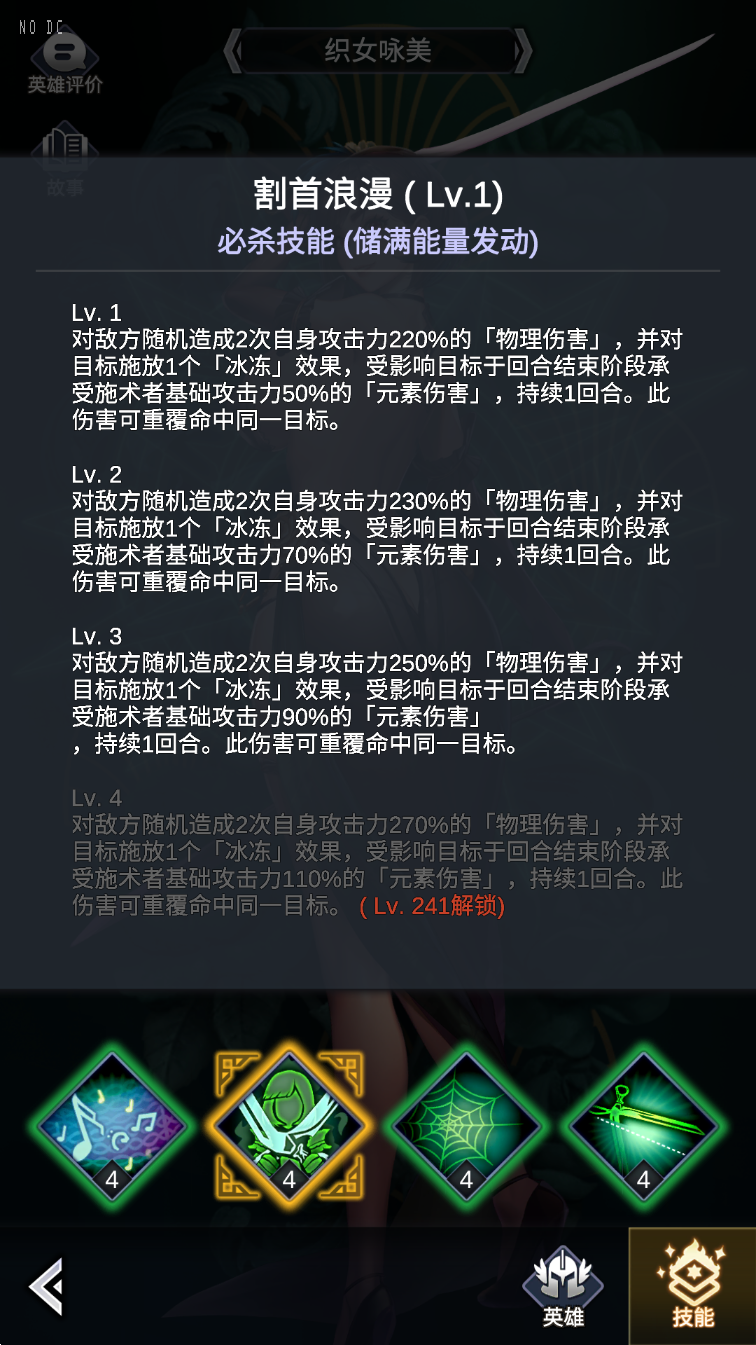 NO DC
织女咏美
英雄评价
故事
割首浪漫 ( Lv.1)
必杀技能 (储满能量发动)
Lv. 1
对敌方随机造成2次自身攻击力220%的「物理伤害」，并对
目标施放1个「冰冻」效果，受影响目标于回合结束阶段承
受施术者基础攻击力50%的「元素伤害」，持续1回合。此
伤害可重覆命中同一目标。
Lv. 2
对敌方随机造成2次自身攻击力230%的「物理伤害」，并对
目标施放1个「冰冻」效果，受影响目标于回合结束阶段承
受施术者基础攻击力70%的「元素伤害」，持续1回合。此
伤害可重覆命中同一目标。
Lv. 3
对敌方随机造成2次自身攻击力250%的「物理伤害」，并对
目标施放1个「冰冻」效果，受影响目标于回合结束阶段承
受施术者基础攻击力90%的「元素伤害」
，持续1回合。此伤害可重覆命中同一目标。
Lv. 4
对敌方随机造成2次自身攻击力270%的「物理伤害」，并对
目标施放1个「冰冻」效果，受影响目标于回合结束阶段承
受施术者基础攻击力110%的「元素伤害」，持续1回合。此
伤害可重覆命中同一目标。 ( Lv. 241解锁)
4 4 4 4
英雄 技能